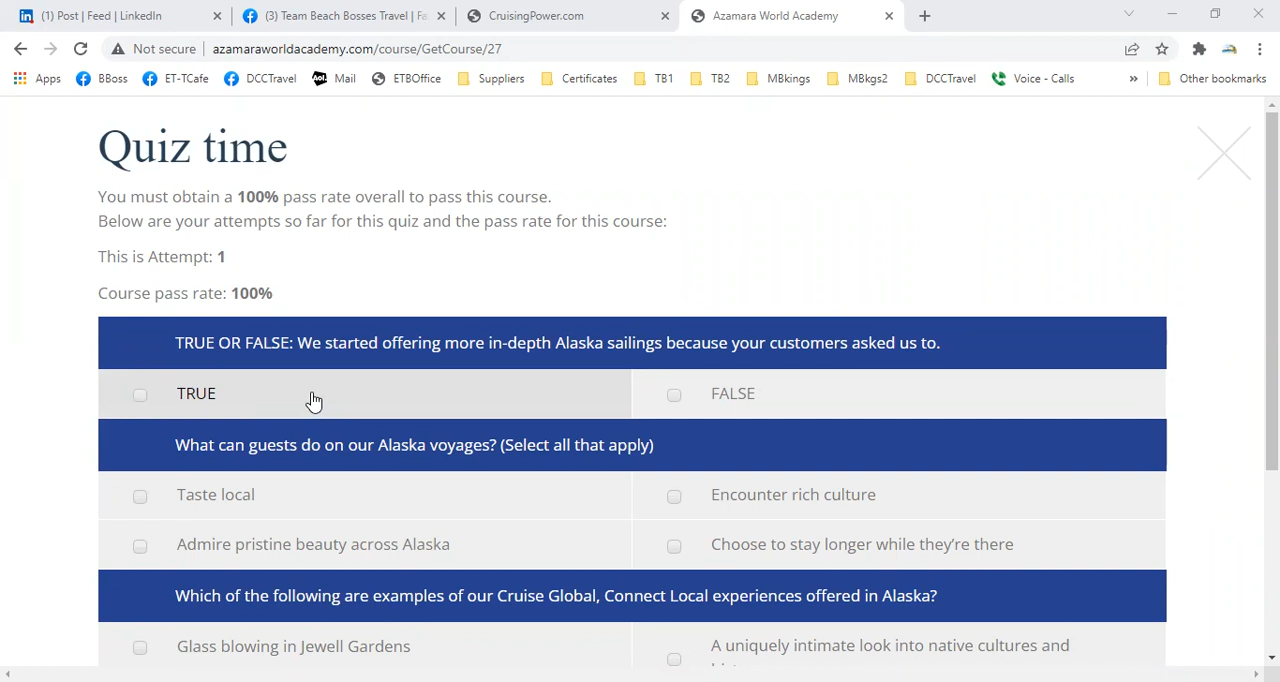 (1) Post | Feed | LinkedIn
(3) Team Beach Bosses Travel | Fa
CruisingPower.com
Azamara World Academy
Not secure
azamaraworldacademy.com/course/GetCourse/27
Apps
BBoss
ET-TCafe
DCCTravel
Aol.
Mail
ETBOffice
Suppliers
Certificates
TB1
TB2
MBkings
MBkgs2
DCCTravel
Voice - Calls
»
Other bookmarks
Quiz time
You must obtain a 100% pass rate overall to pass this course.
Below are your attempts so far for this quiz and the pass rate for this course:
This is Attempt: 1
Course pass rate: 100%
TRUE OR FALSE: We started offering more in-depth Alaska sailings because your customers asked us to.
TRUE
FALSE
What can guests do on our Alaska voyages? (Select all that apply)
Taste local
Encounter rich culture
Admire pristine beauty across Alaska
Choose to stay longer while they’re there
Which of the following are examples of our Cruise Global, Connect Local experiences offered in Alaska?
Glass blowing in Jewell Gardens
A uniquely intimate look into native cultures and